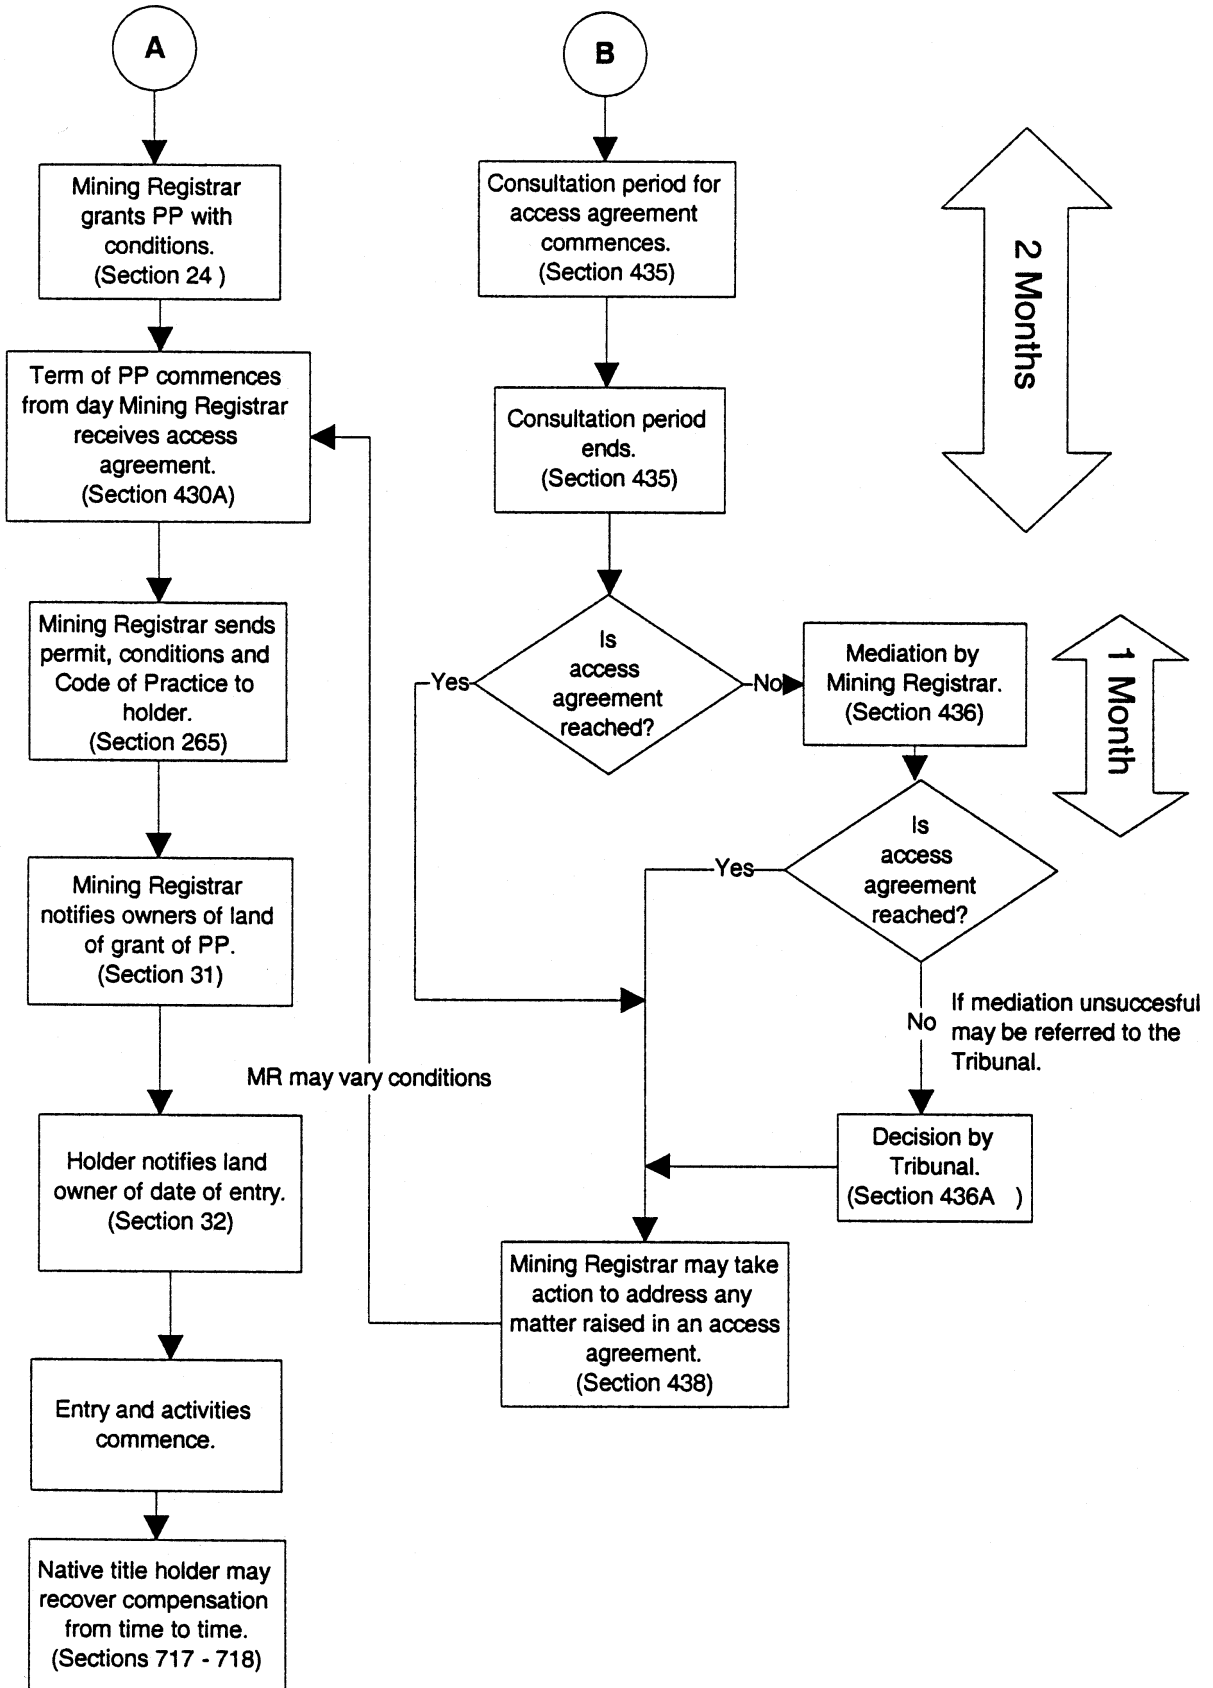 A
Mining Registrar
grants PP with
conditions.
(Section 24 )
Term of PP commences
from day Mining Registrar
receives access
agreement.
(Section 430A)
Mining Registrar sends
permit, conditions and
Code of Practice to
holder.
(Section 265)
Mining Registrar
notifies owners of land
of grant of PP.
(Section 31)
Holder notifies land
owner of date of entry.
(Section 32)
Entry and activities
commence.
Native title holder may
recover compensation
from time to time.
(Sections 717 - 718)
MR may vary conditions
B
Consultation period for
access agreement
commences.
(Section 435)
Consultation period
ends.
(Section 435)
Is
access
agreement
reached?
Yes
No
Mediation by
Mining Registrar.
(Section 436)
Is
access
agreement
reached?
Yes
No
If mediation unsuccesful
may be referred to the
Tribunal.
Decision by
Tribunal.
(Section 436A )
Mining Registrar may take
action to address any
matter raised in an access
agreement.
(Section 438)
2 Months
1 Month